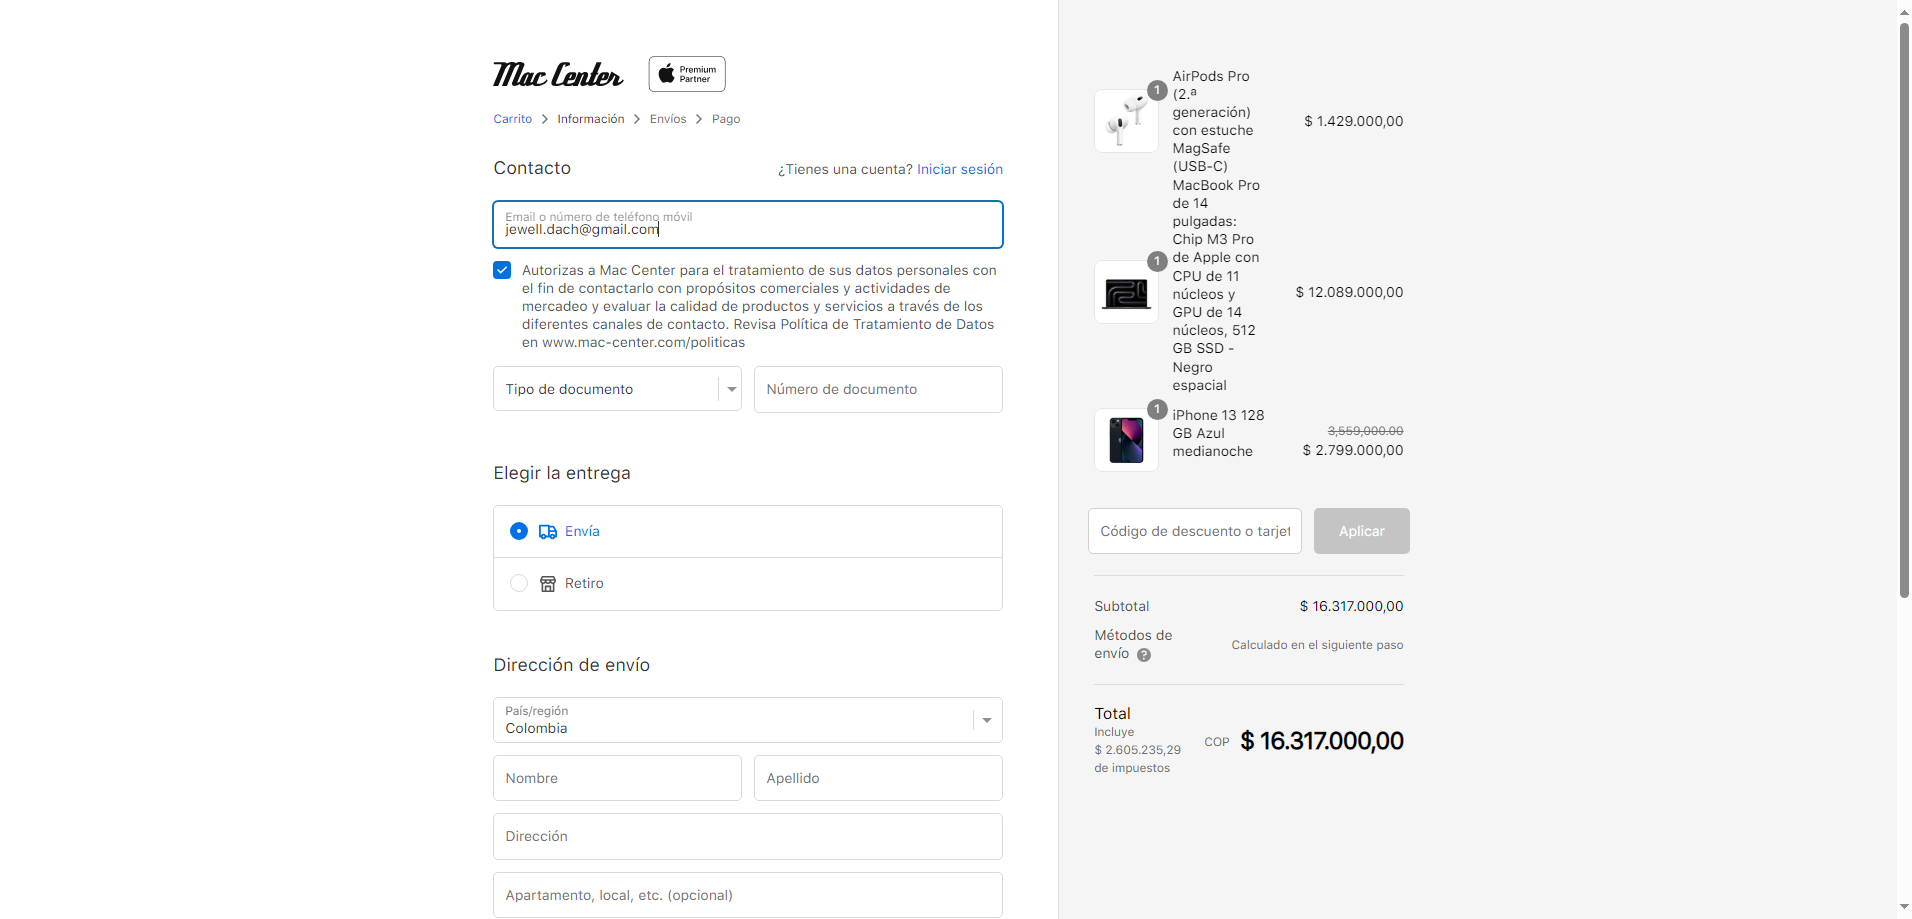 Mac Center
Premium
Partner
Carrito > Información > Envíos > Pago
Contacto
¿Tienes una cuenta? Iniciar sesión
Email o número de teléfono móvil
jewell.dach@gmail.com
Autorizas a Mac Center para el tratamiento de sus datos personales con
el fin de contactarlo con propósitos comerciales y actividades de
mercadeo y evaluar la calidad de productos y servicios a través de los
diferentes canales de contacto. Revisa Política de Tratamiento de Datos
en www.mac-center.com/politicas
Tipo de documento
Número de documento
Elegir la entrega
Envía
Retiro
Dirección de envío
País/región
Colombia
Nombre
Apellido
Dirección
Apartamento, local, etc. (opcional)
1
AirPods Pro
(2.ª
generación)
con estuche
MagSafe
(USB-C)
$ 1.429.000,00
1
MacBook Pro
de 14
pulgadas:
Chip M3 Pro
de Apple con
CPU de 11
núcleos y
GPU de 14
núcleos, 512
GB SSD -
Negro
espacial
$ 12.089.000,00
1
iPhone 13 128
GB Azul
medianoche
3,559,000.00
$ 2.799.000,00
Código de descuento o tarjet
Aplicar
Subtotal
$ 16.317.000,00
Métodos de
envío ?
Calculado en el siguiente paso
Total
Incluye
$ 2.605.235,29
de impuestos
COP $ 16.317.000,00